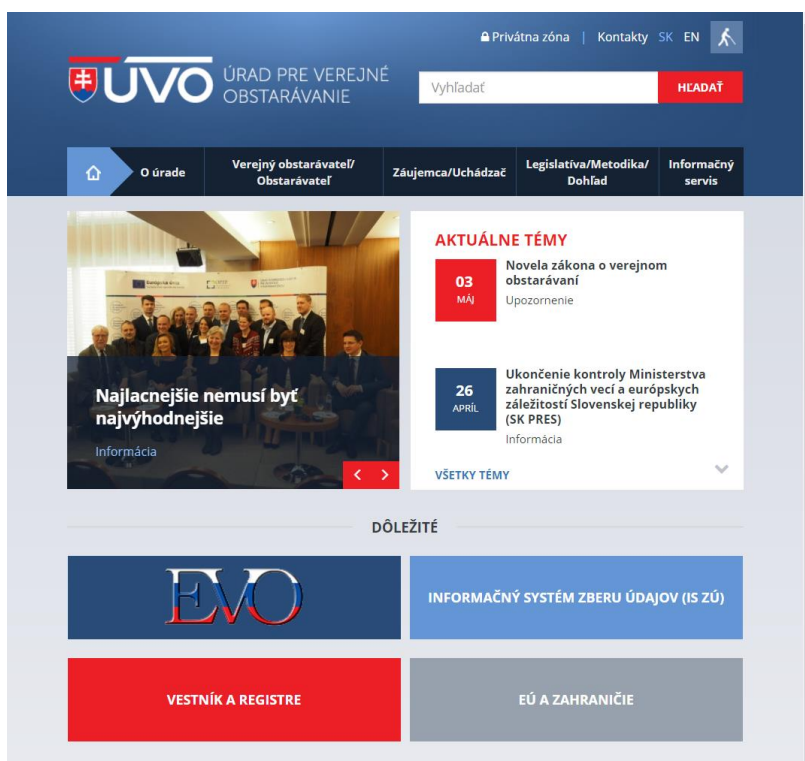 Privátna zóna | Kontakty SK EN
ÚVO ÚRAD PRE VEREJNÉ
OBSTARÁVANIE
Vyhľadať
HĽADAŤ
O úrade
Verejný obstarávateľ/
Obstarávateľ
Záujemca/Uchádzač
Legislatíva/Metodika/
Dohľad
Informačný
servis
Európska únia
Najlacnejšie nemusí byť
najvýhodnejšie
Informácia
AKTUÁLNE TÉMY
03
MÁJ
Novela zákona o verejnom
obstarávaní
Upozornenie
26
APRÍL
Ukončenie kontroly Ministerstva
zahraničných vecí a európskych
záležitostí Slovenskej republiky
(SK PRES)
Informácia
VŠETKY TÉMY
DÔLEŽITÉ
EVO
INFORMAČNÝ SYSTÉM ZBERU ÚDAJOV (IS ZÚ)
VESTNÍK A REGISTRE
EÚ A ZAHRANIČIE